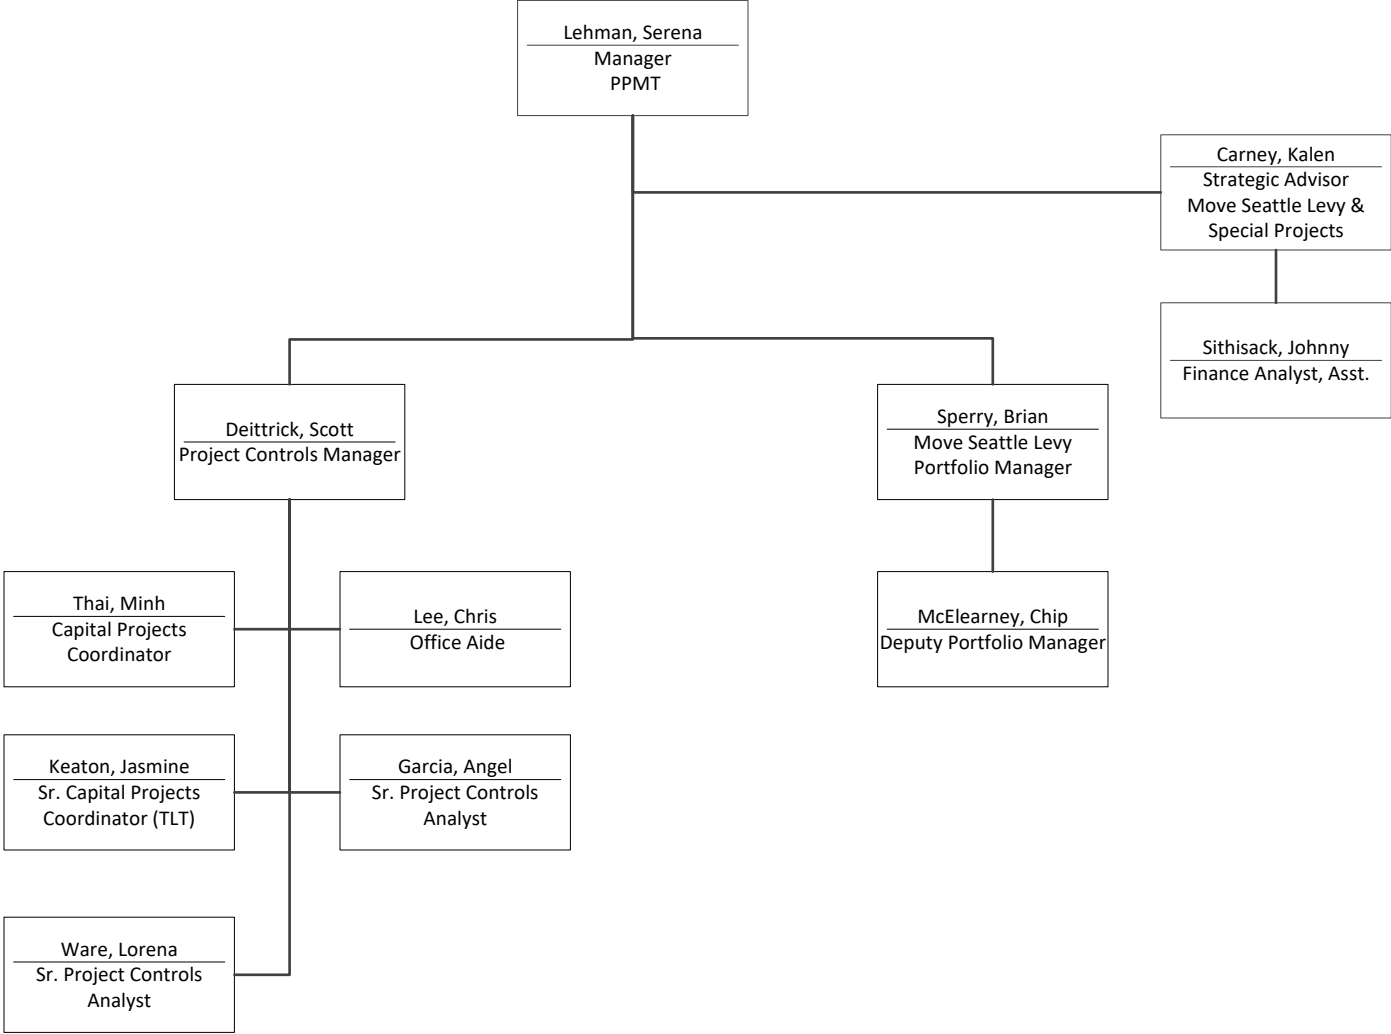 Lehman, Serena
Manager
PPMT
Carney, Kalen
Strategic Advisor
Move Seattle Levy &
Special Projects
Sithisack, Johnny
Finance Analyst, Asst.
Deittrick, Scott
Project Controls Manager
Sperry, Brian
Move Seattle Levy
Portfolio Manager
Thai, Minh
Capital Projects
Coordinator
Lee, Chris
Office Aide
McElearney, Chip
Deputy Portfolio Manager
Keaton, Jasmine
Sr. Capital Projects
Coordinator (TLT)
Garcia, Angel
Sr. Project Controls
Analyst
Ware, Lorena
Sr. Project Controls
Analyst